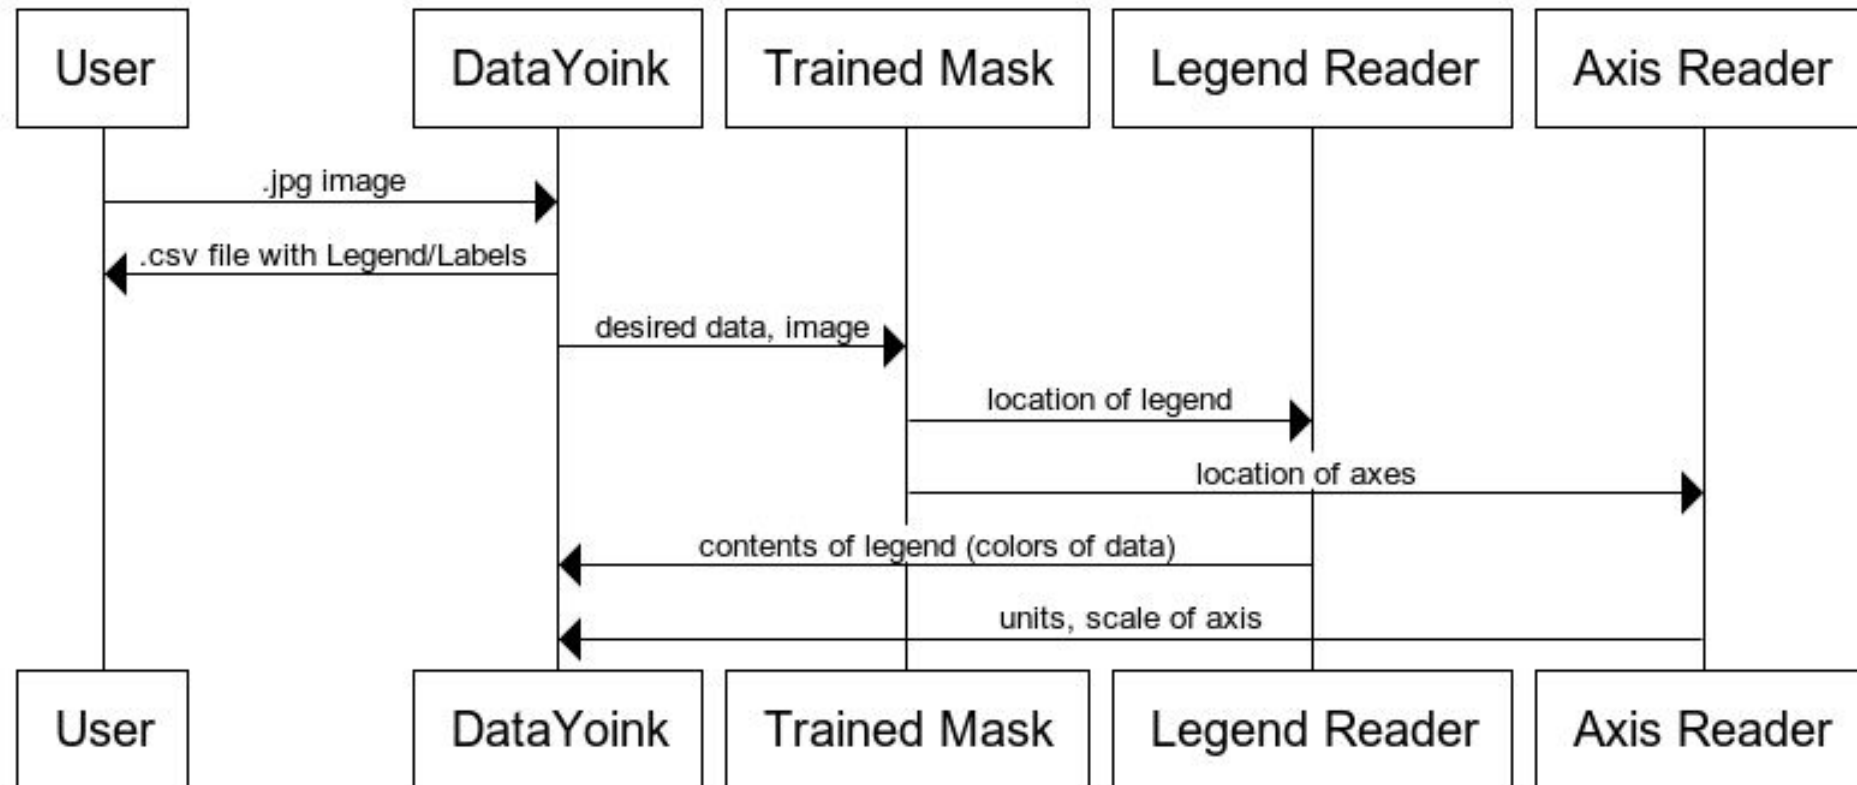 User
DataYoink
Trained Mask
Legend Reader
Axis Reader
.jpg image
.csv file with Legend/Labels
desired data, image
location of legend
location of axes
contents of legend (colors of data)
units, scale of axis
User
DataYoink
Trained Mask
Legend Reader
Axis Reader